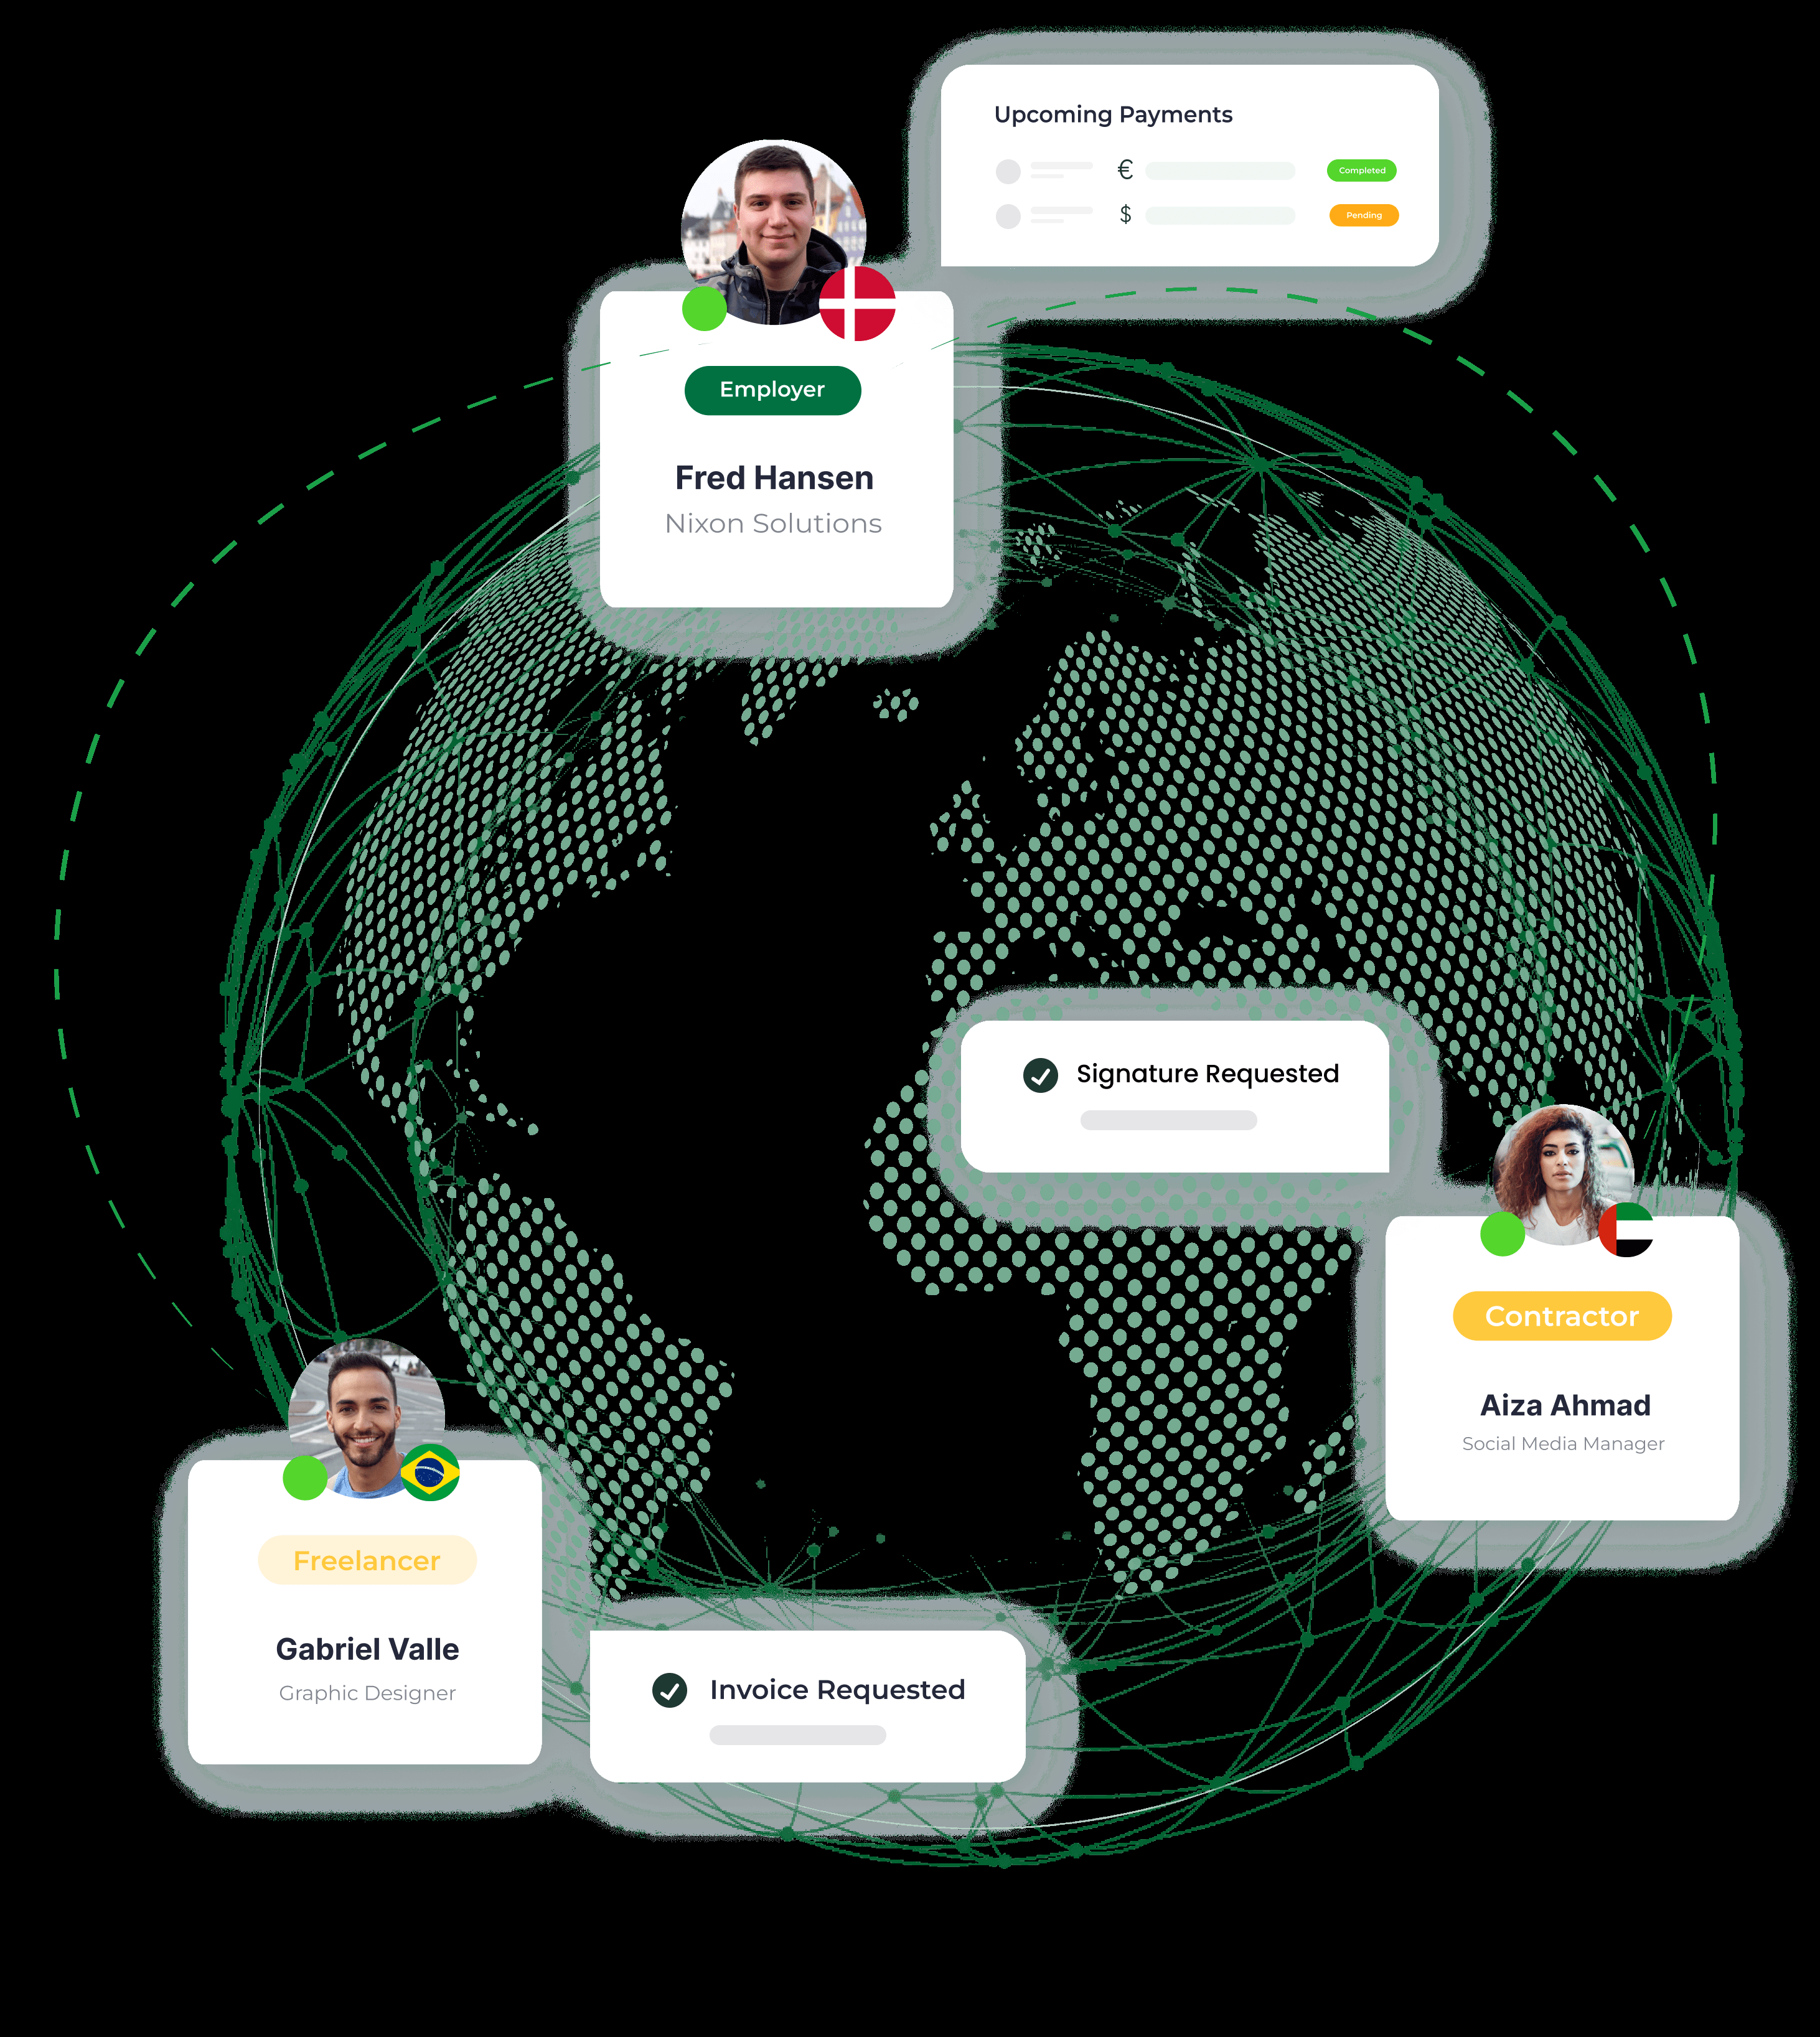 Upcoming Payments
€ Completed
$ Pending
Employer
Fred Hansen
Nixon Solutions
Signature Requested
Contractor
Aiza Ahmad
Social Media Manager
Freelancer
Gabriel Valle
Graphic Designer
Invoice Requested